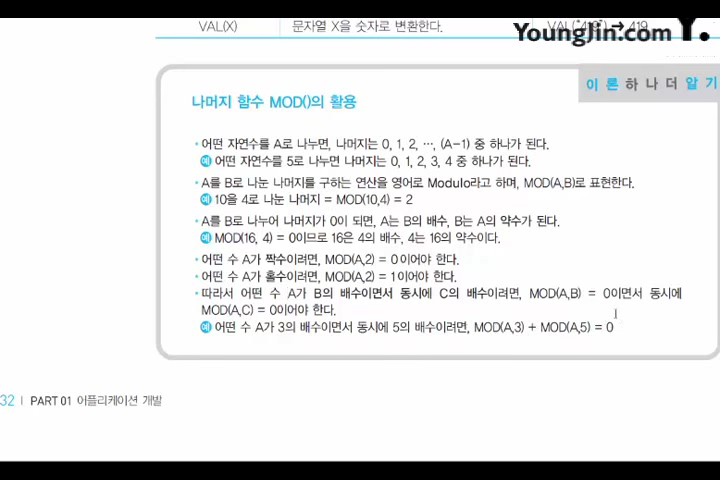 VAL(X) 문자열 X을 숫자로 변환한다. VAL("419") → 419
YoungJin.com Y.
이론하나더알기
나머지 함수 MOD()의 활용
• 어떤 자연수를 A로 나누면, 나머지는 0, 1, 2, …, (A-1) 중 하나가 된다.
예 어떤 자연수를 5로 나누면 나머지는 0, 1, 2, 3, 4 중 하나가 된다.
• A를 B로 나눈 나머지를 구하는 연산을 영어로 Modulo라고 하며, MOD(A,B)로 표현한다.
예 10을 4로 나눈 나머지 = MOD(10,4) = 2
• A를 B로 나누어 나머지가 0이 되면, A는 B의 배수, B는 A의 약수가 된다.
예 MOD(16, 4) = 0이므로 16은 4의 배수, 4는 16의 약수이다.
• 어떤 수 A가 짝수이려면, MOD(A,2) = 0이어야 한다.
• 어떤 수 A가 홀수이려면, MOD(A,2) = 1이어야 한다.
• 따라서 어떤 수 A가 B의 배수이면서 동시에 C의 배수이려면, MOD(A,B) = 0이면서 동시에
MOD(A,C) = 0이어야 한다.
예 어떤 수 A가 3의 배수이면서 동시에 5의 배수이려면, MOD(A,3) + MOD(A,5) = 0
32 | PART 01 어플리케이션 개발